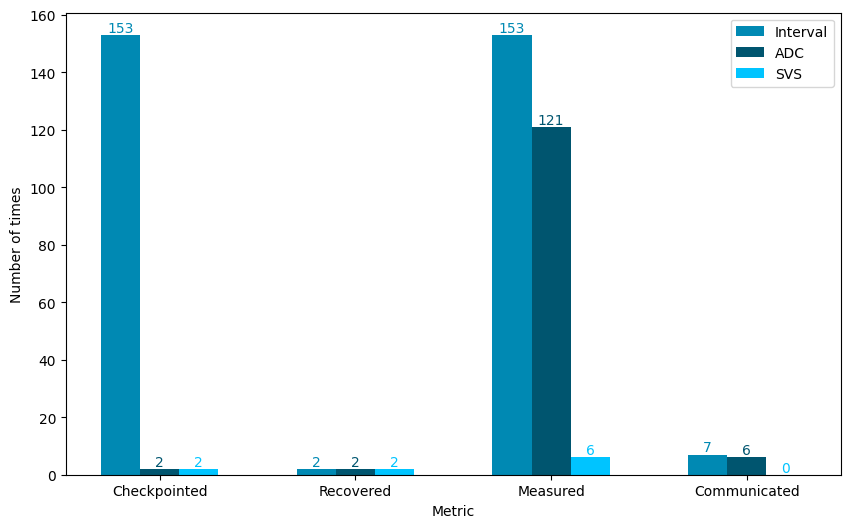 160
140
120
100
80
60
40
20
0
Number of times
153
2
2
2
2
2
153
121
6
7
6
0
Interval
ADC
SVS
Checkpointed
Recovered
Measured
Communicated
Metric